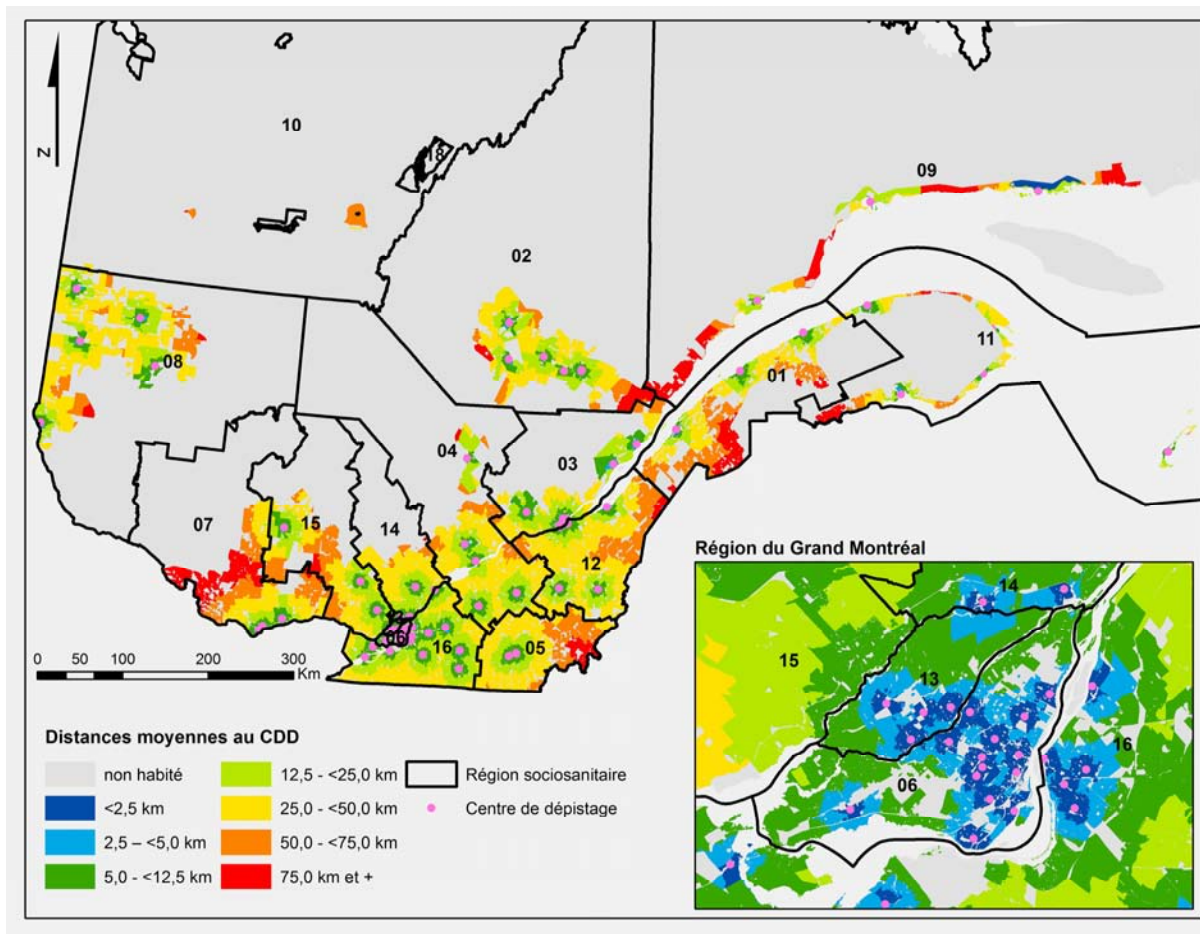 10
18
09
02
N
11
08
01
04
03
07
15
14
12
06
16
05
0 50 100 200 300
Km
Distances moyennes au CDD
non habité
<2,5 km
2,5 – <5,0 km
5,0 - <12,5 km
12,5 - <25,0 km
25,0 - <50,0 km
50,0 - <75,0 km
75,0 km et +
Région sociosanitaire
Centre de dépistage
Région du Grand Montréal
14
15
13
16
06